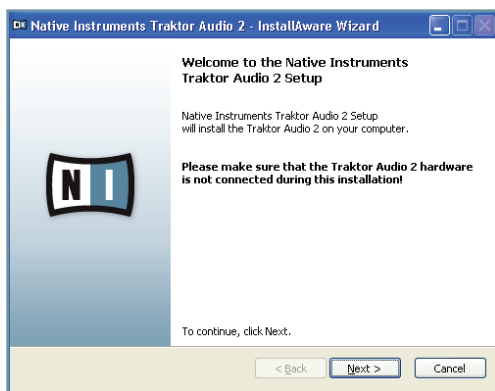 Native Instruments Traktor Audio 2 - InstallAware Wizard
Welcome to the Native Instruments
Traktor Audio 2 Setup
Native Instruments Traktor Audio 2 Setup
will install the Traktor Audio 2 on your computer.
Please make sure that the Traktor Audio 2 hardware
is not connected during this installation!
N I
To continue, click Next.
< Back
Next >
Cancel